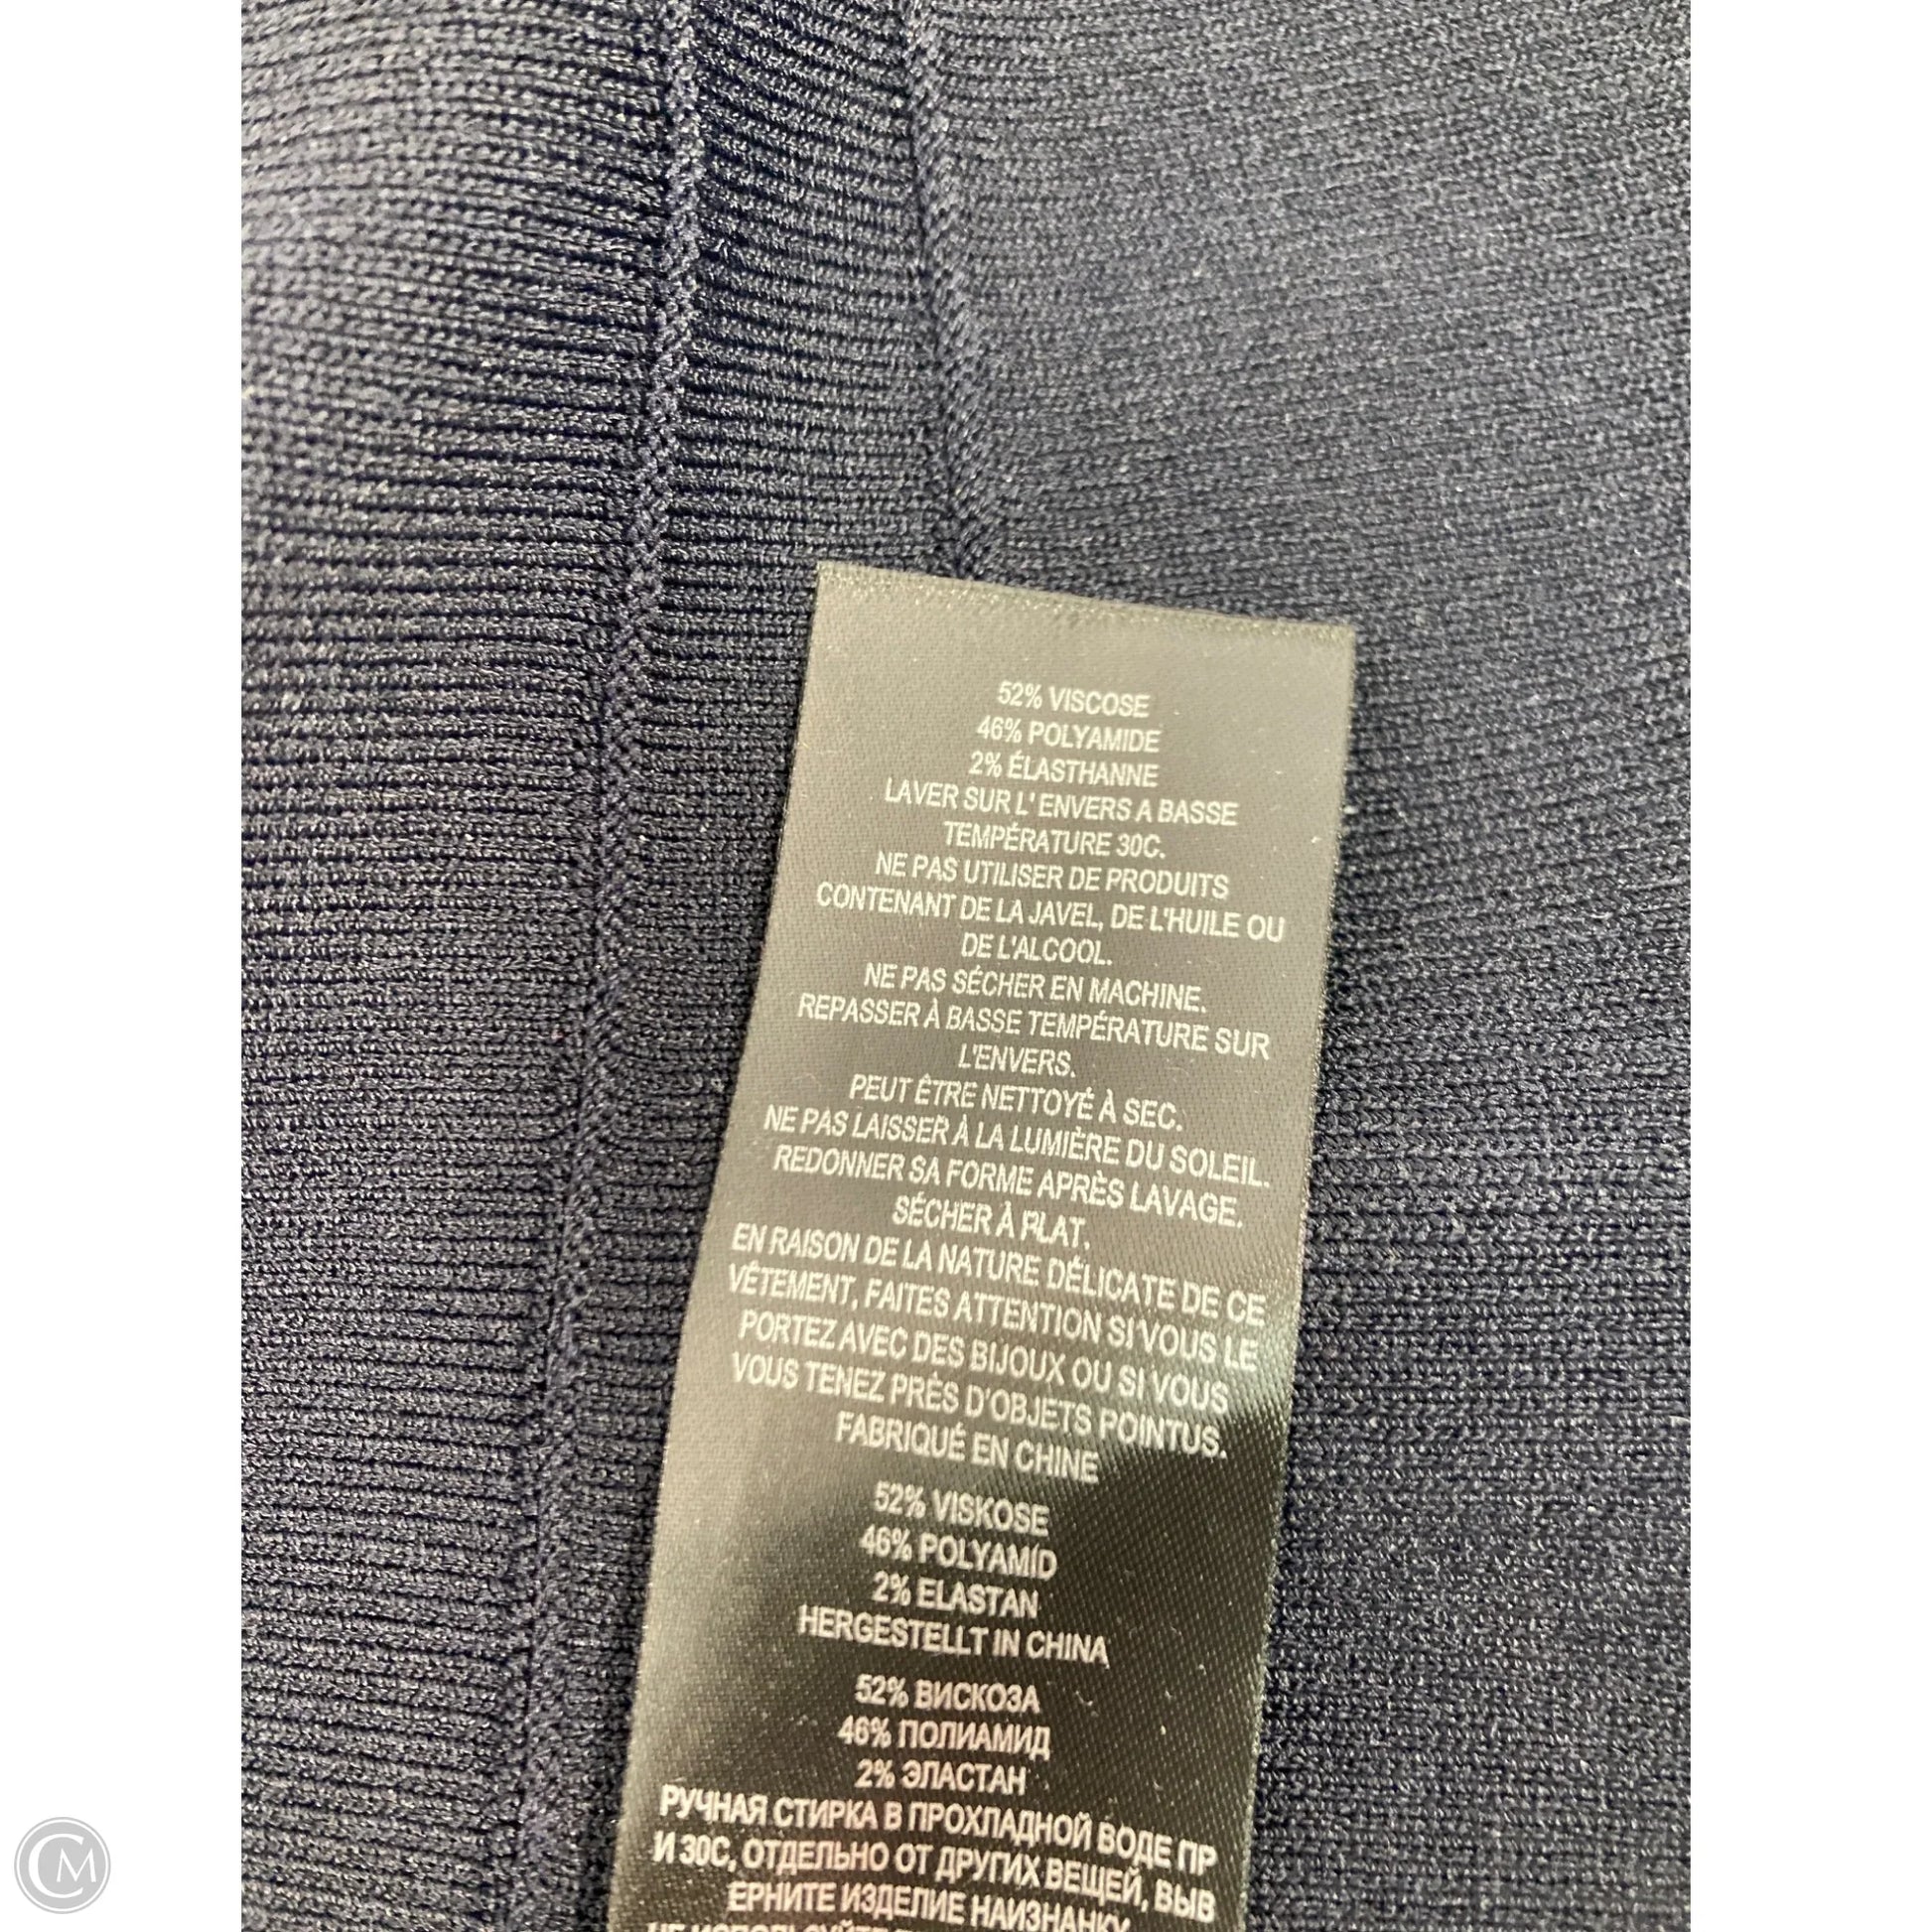 52% VISCOSE
46% POLYAMIDE
2% ÉLASTHANNE
LAVER SUR L' ENVERS A BASSE
TEMPÉRATURE 30C.
NE PAS UTILISER DE PRODUITS
CONTENANT DE LA JAVEL, DE L'HUILE OU
DE L'ALCOOL.
NE PAS SÉCHER EN MACHINE.
REPASSER À BASSE TEMPÉRATURE SUR
L'ENVERS.
PEUT ÊTRE NETTOYÉ À SEC.
NE PAS LAISSER À LA LUMIÈRE DU SOLEIL.
REDONNER SA FORME APRÈS LAVAGE.
SÉCHER À PLAT.
EN RAISON DE LA NATURE DÉLICATE DE CE
VÊTEMENT, FAITES ATTENTION SI VOUS LE
PORTEZ AVEC DES BIJOUX OU SI VOUS
VOUS TENEZ PRÈS D'OBJETS POINTUS.
FABRIQUÉ EN CHINE
52% VISKOSE
46% POLYAMÍD
2% ELASTAN
HERGESTELLT IN CHINA
52% ВИСКОЗА
46% ПОЛИАМИД
2% ЭЛАСТАН
РУЧНАЯ СТИРКА В ПРОХЛАДНОЙ ВОДЕ ПР
И 30С, ОТДЕЛЬНО ОТ ДРУГИХ ВЕЩЕЙ, ВЫВ
ЕРНИТЕ ИЗДЕЛИЕ НАИЗНАНКУ
CM